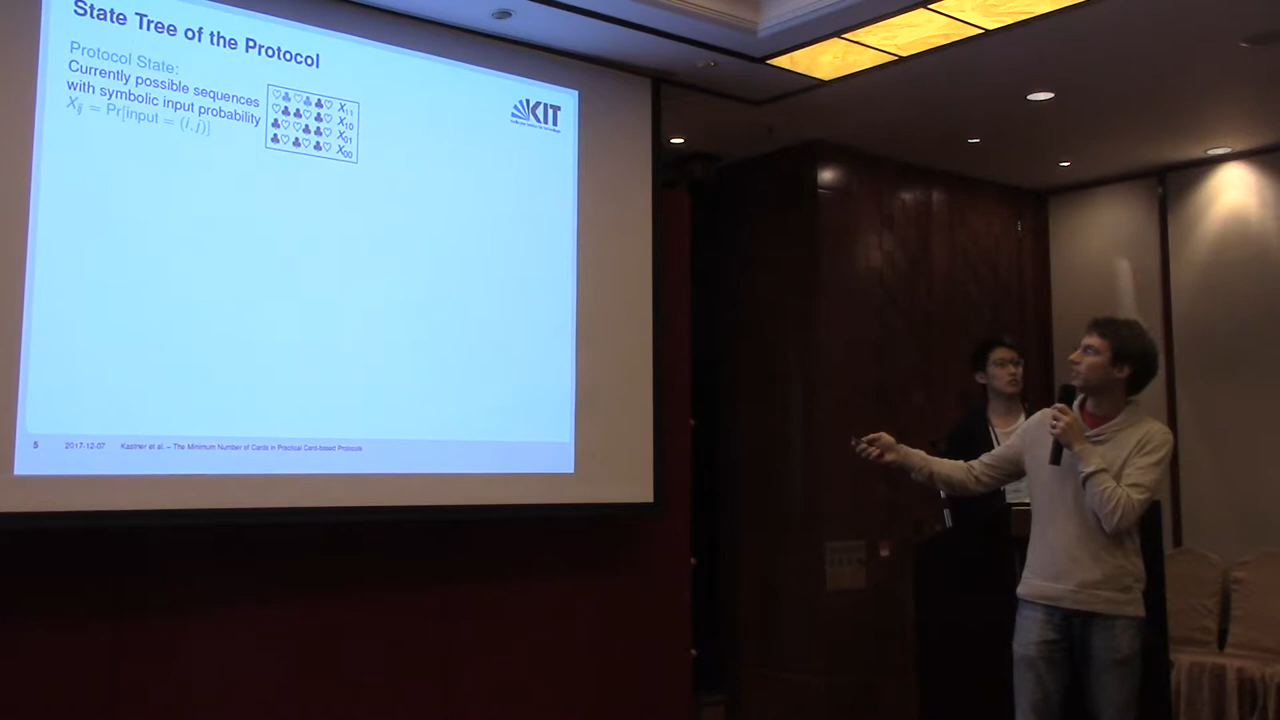 State Tree of the Protocol
Protocol State:
Currently possible sequences
with symbolic input probability
X_ij = Pr[input = (i, j)]
♡♣♡♣♣♡ X₁₁
♡♣♣♡♣♡ X₁₀
♣♡♡♣♣♡ X₀₁
♣♡♣♡♣♡ X₀₀
KIT
5 2017-12-07 Kastner et al. – The Minimum Number of Cards in Practical Card-based Protocols